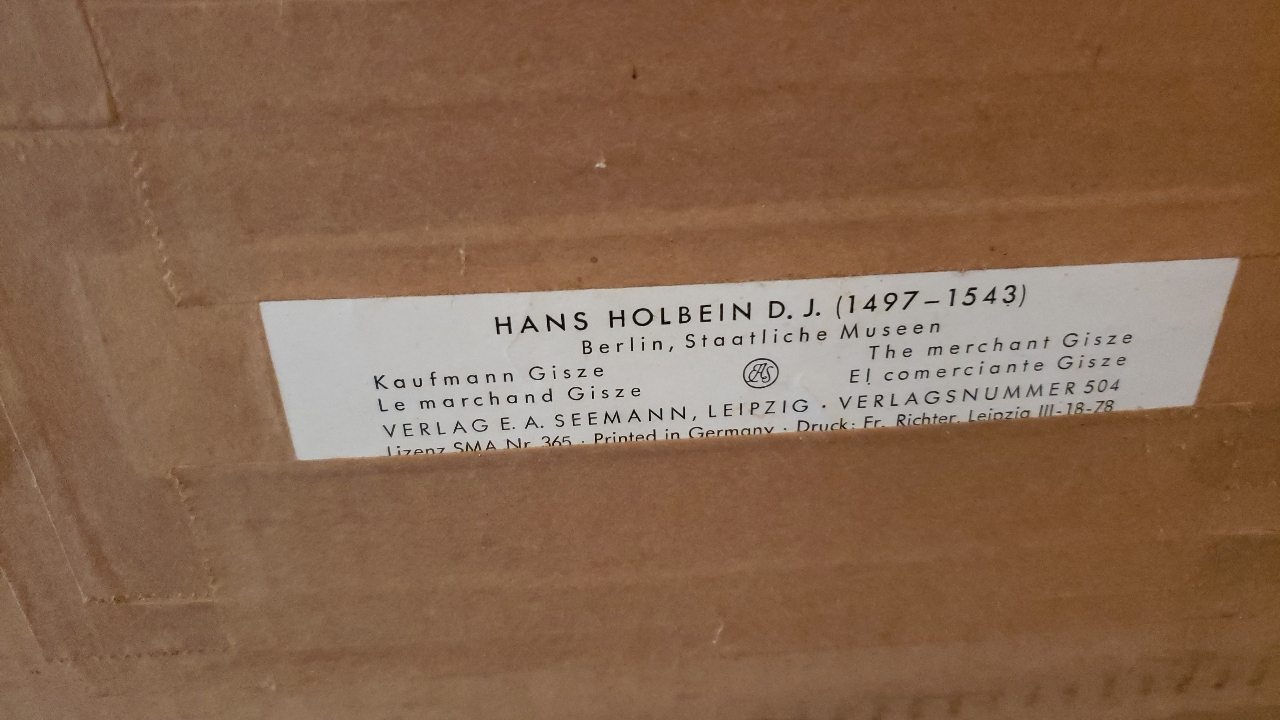 HANS HOLBEIN D. J. (1497–1543)
Berlin, Staatliche Museen
Kaufmann Gisze
The merchant Gisze
Le marchand Gisze
El comerciante Gisze
VERLAG E. A. SEEMANN, LEIPZIG · VERLAGSNUMMER 504
Lizenz SMA Nr. 365 · Printed in Germany · Druck: Fr. Richter, Leipzig III-18-78